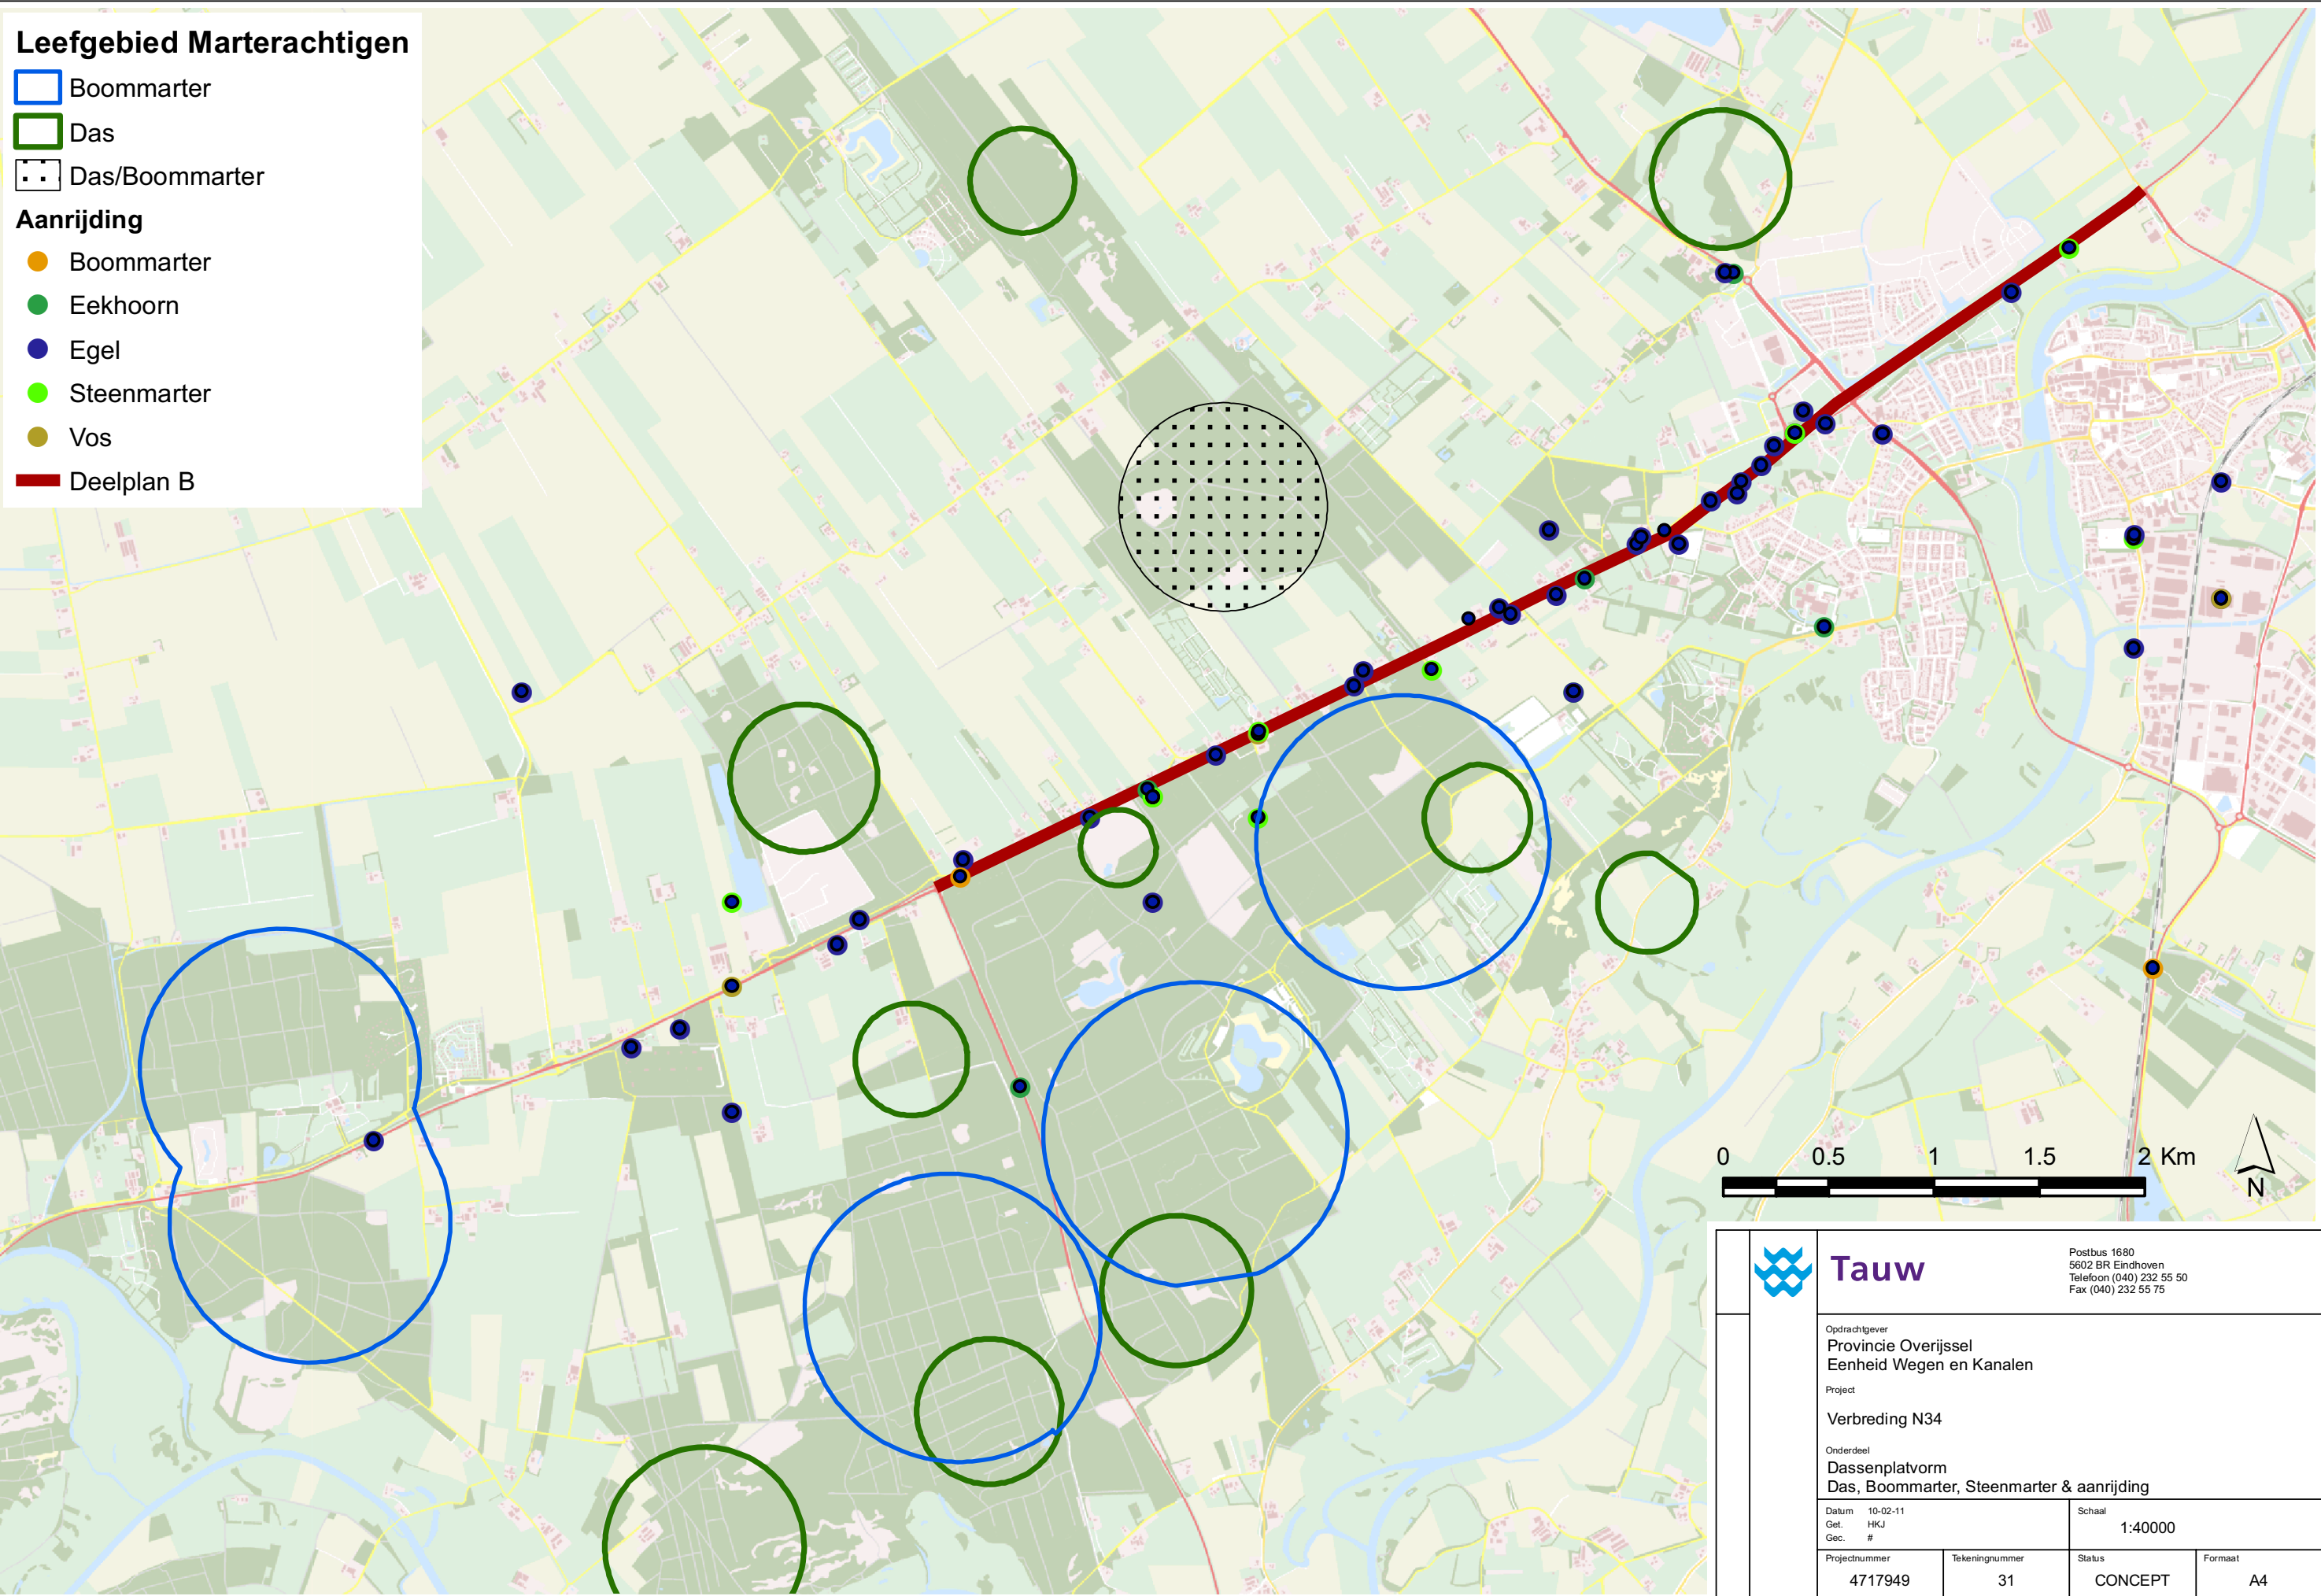 Leefgebied Marterachtigen
Boommarter
Das
Das/Boommarter
Aanrijding
Boommarter
Eekhoorn
Egel
Steenmarter
Vos
Deelplan B
0 0.5 1 1.5 2 Km
N
Tauw
Postbus 1680
5602 BR Eindhoven
Telefoon (040) 232 55 50
Fax (040) 232 55 75
Opdrachtgever
Provincie Overijssel
Eenheid Wegen en Kanalen
Project
Verbreding N34
Onderdeel
Dassenplatvorm
Das, Boommarter, Steenmarter & aanrijding
Datum 10-02-11
Get. HKJ
Gec. #
Schaal
1:40000
Projectnummer
4717949
Tekeningnummer
31
Status
CONCEPT
Formaat
A4